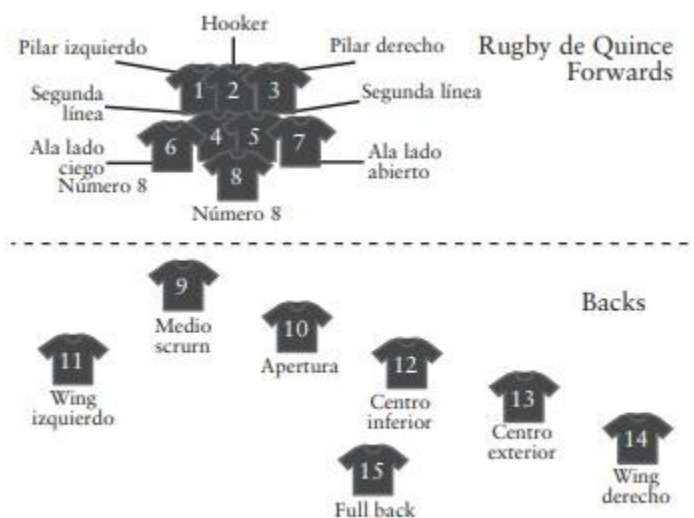 Hooker
Pilar izquierdo
Pilar derecho
Rugby de Quince
Forwards
1 2 3
Segunda
línea
Segunda línea
6 4 5 7
Ala lado
ciego
Número 8
Ala lado
abierto
8
Número 8
Backs
9
Medio
scrurn
10
Apertura
11
Wing
izquierdo
12
Centro
inferior
13
Centro
exterior
14
Wing
derecho
15
Full back